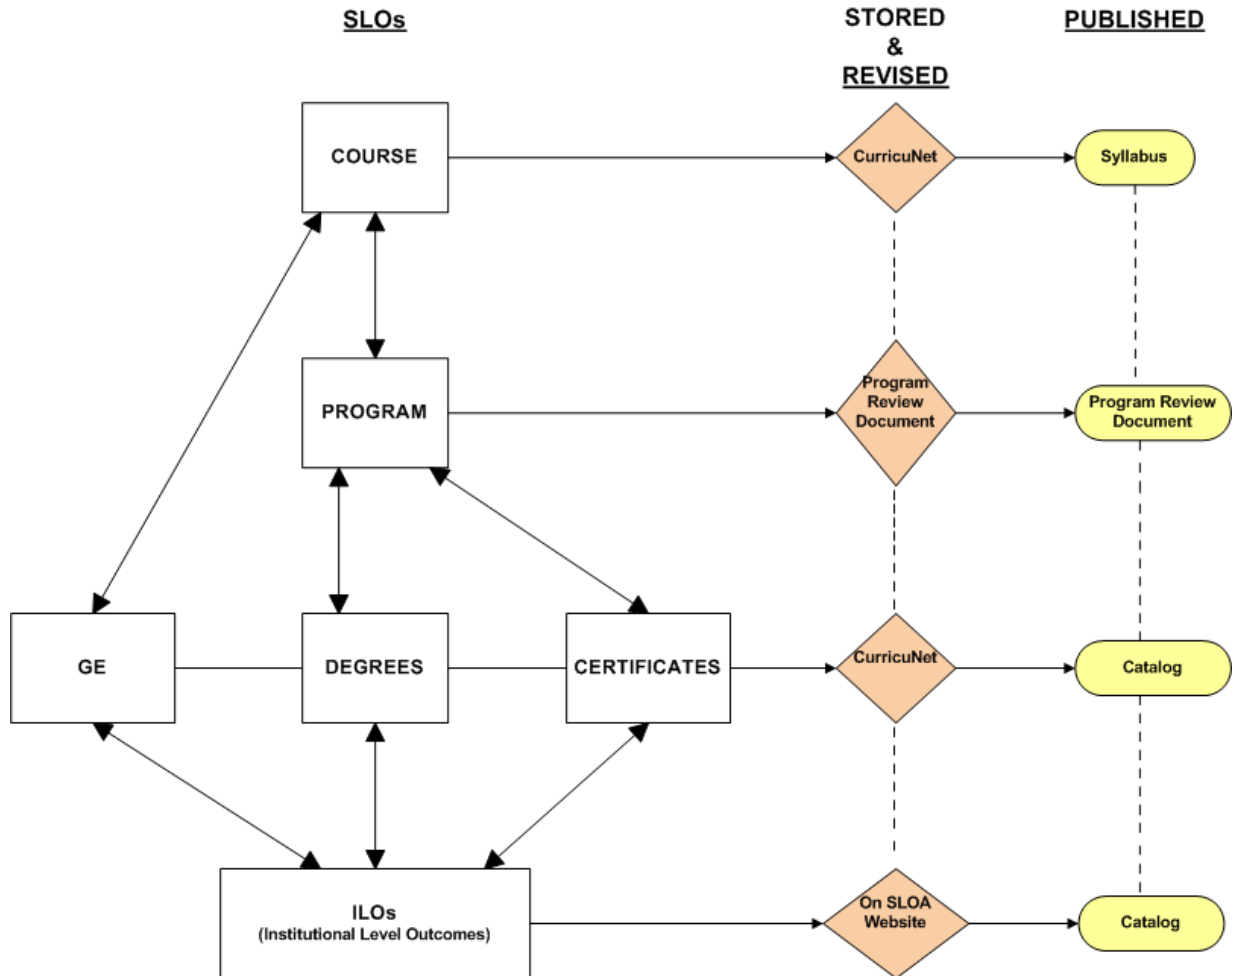 SLOs
STORED
&
REVISED
PUBLISHED
COURSE
CurricuNet
Syllabus
PROGRAM
Program
Review
Document
Program Review
Document
GE
DEGREES
CERTIFICATES
CurricuNet
Catalog
ILOs
(Institutional Level Outcomes)
On SLOA
Website
Catalog